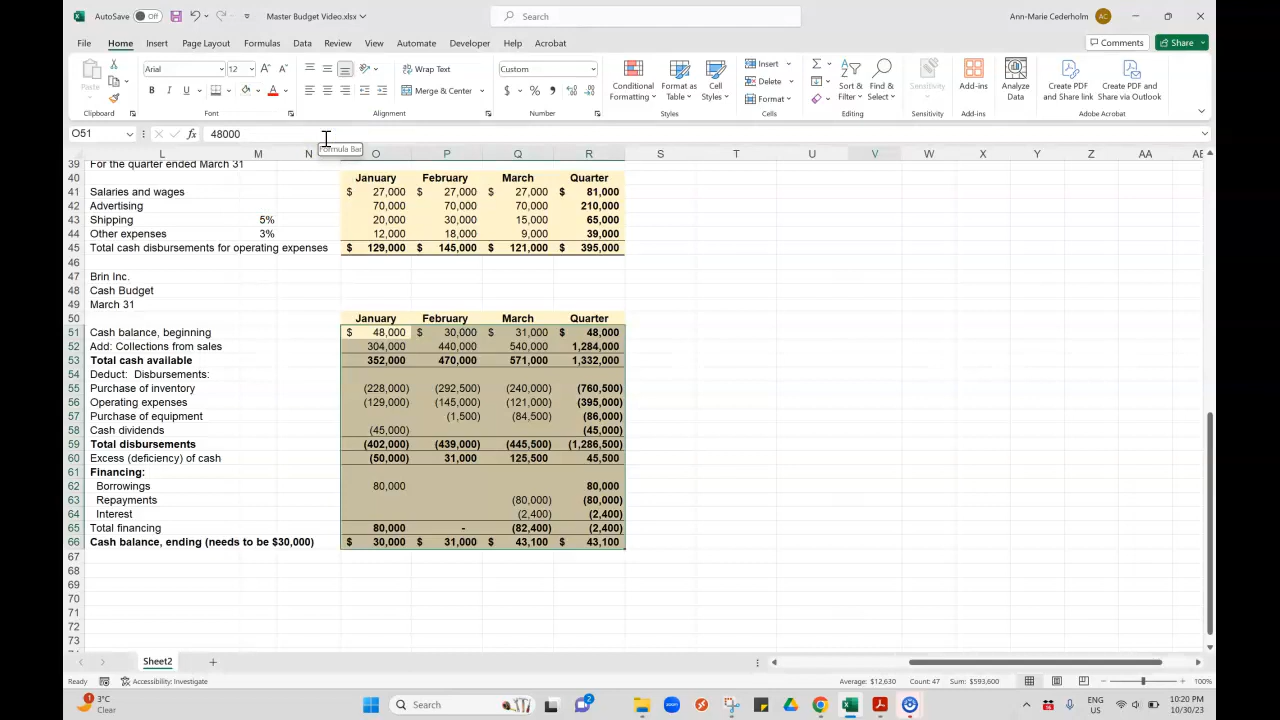 AutoSave Off Master Budget Video.xlsx Search Ann-Marie Cederholm AC
File Home Insert Page Layout Formulas Data Review View Automate Developer Help Acrobat Comments Share
Paste Arial 12 A A Wrap Text Custom Conditional Formatting Format as Table Cell Styles Insert Delete Format Sort & Filter Find & Select Sensitivity Add-ins Analyze Data Create PDF and Share link Create PDF and Share via Outlook
B I U A Merge & Center $ % 9
Clipboard Font Alignment Number Styles Cells Editing Sensitivity Add-ins Adobe Acrobat
O51 fx 48000
Formula Bar
L M N O P Q R S T U V W X Y Z AA
39 For the quarter ended March 31
40 January February March Quarter
41 Salaries and wages $ 27,000 $ 27,000 $ 27,000 $ 81,000
42 Advertising 70,000 70,000 70,000 210,000
43 Shipping 5% 20,000 30,000 15,000 65,000
44 Other expenses 3% 12,000 18,000 9,000 39,000
45 Total cash disbursements for operating expenses $ 129,000 $ 145,000 $ 121,000 $ 395,000
46
47 Brin Inc.
48 Cash Budget
49 March 31
50 January February March Quarter
51 Cash balance, beginning $ 48,000 $ 30,000 $ 31,000 $ 48,000
52 Add: Collections from sales 304,000 440,000 540,000 1,284,000
53 Total cash available 352,000 470,000 571,000 1,332,000
54 Deduct: Disbursements:
55 Purchase of inventory (228,000) (292,500) (240,000) (760,500)
56 Operating expenses (129,000) (145,000) (121,000) (395,000)
57 Purchase of equipment (1,500) (84,500) (86,000)
58 Cash dividends (45,000) (45,000)
59 Total disbursements (402,000) (439,000) (445,500) (1,286,500)
60 Excess (deficiency) of cash (50,000) 31,000 125,500 45,500
61 Financing:
62 Borrowings 80,000 80,000
63 Repayments (80,000) (80,000)
64 Interest (2,400) (2,400)
65 Total financing 80,000 - (82,400) (2,400)
66 Cash balance, ending (needs to be $30,000) $ 30,000 $ 31,000 $ 43,100 $ 43,100
67
68
69
70
71
72
73
Sheet2
Ready Accessibility: Investigate Average: $12,630 Count: 47 Sum: $593,600 100%
1 3°C Clear Search zoom 2 ENG US 10:20 PM 10/30/23